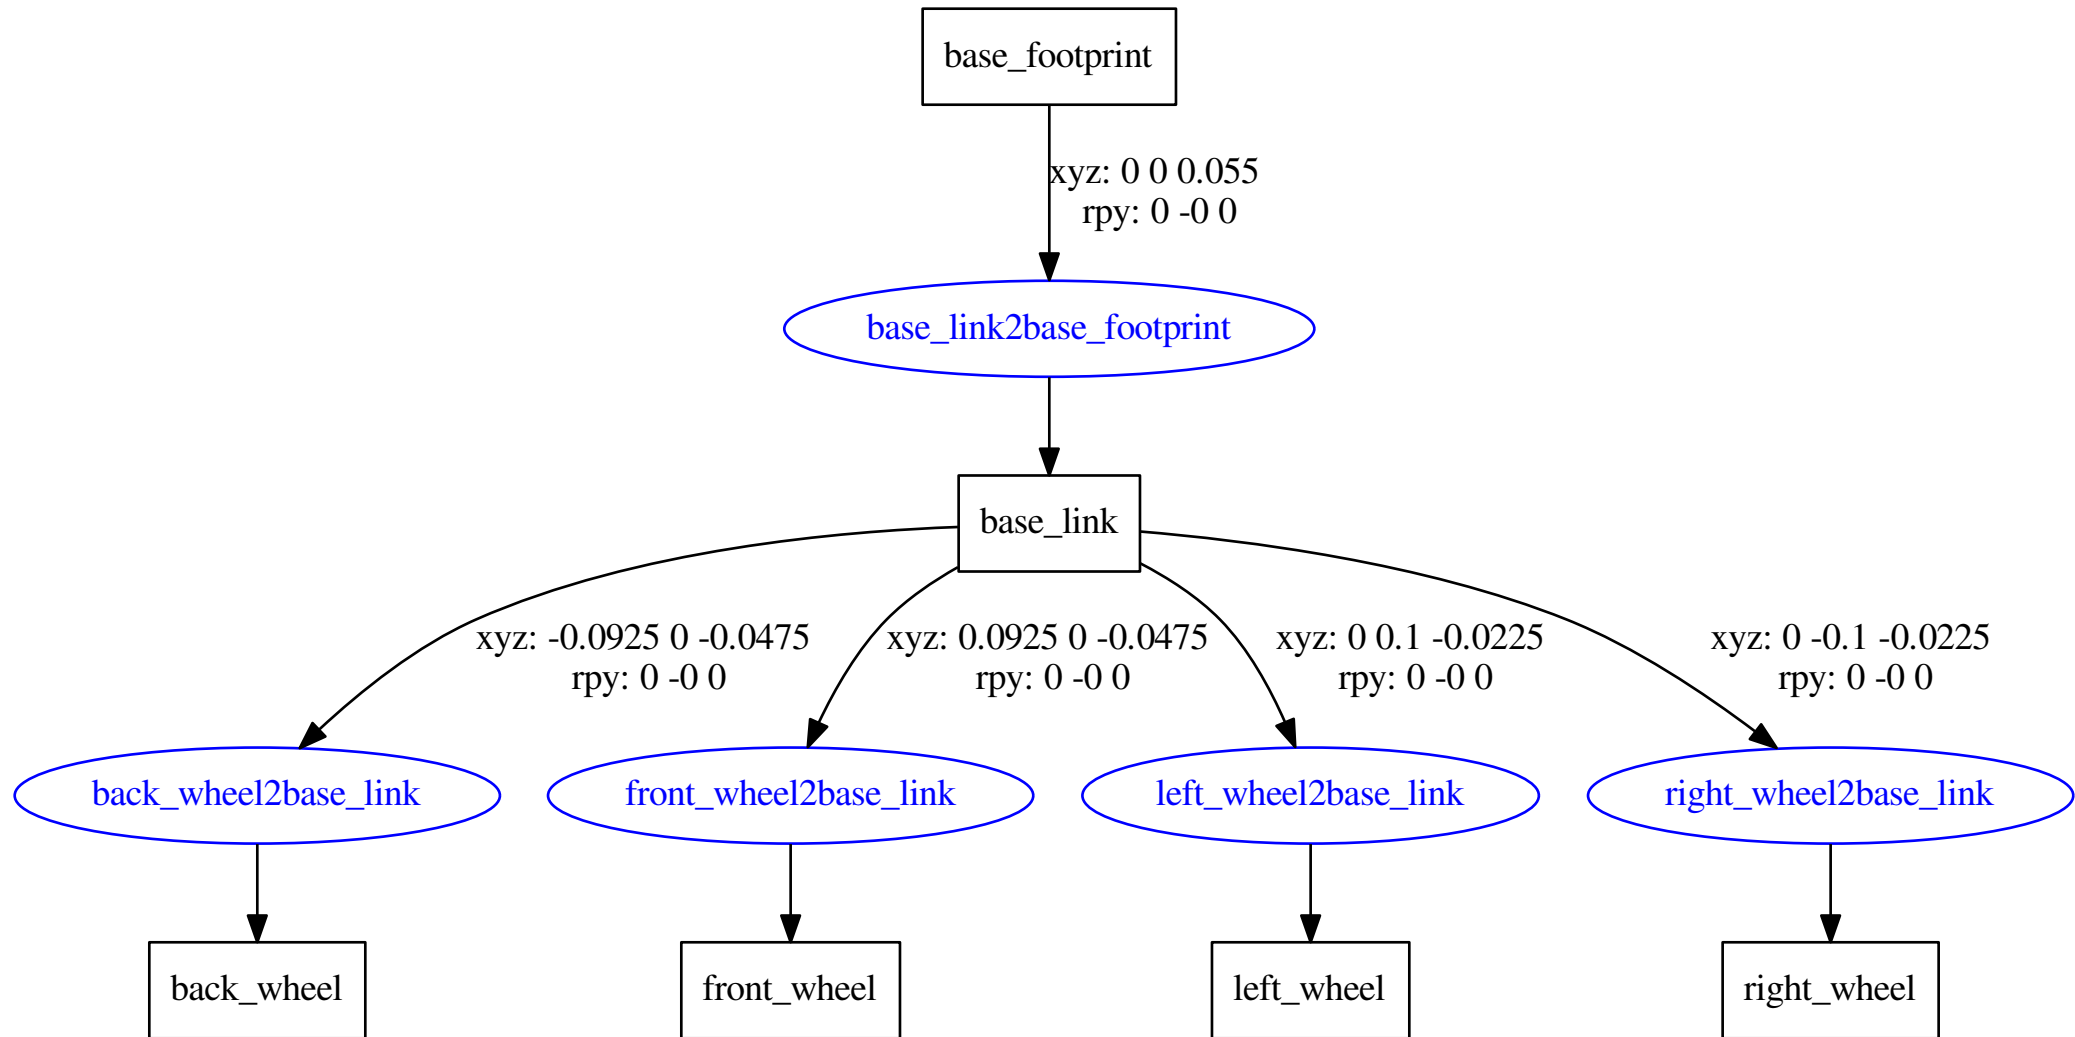 base_footprint
xyz: 0 0 0.055
rpy: 0 -0 0
base_link2base_footprint
base_link
xyz: -0.0925 0 -0.0475
rpy: 0 -0 0
xyz: 0.0925 0 -0.0475
rpy: 0 -0 0
xyz: 0 0.1 -0.0225
rpy: 0 -0 0
xyz: 0 -0.1 -0.0225
rpy: 0 -0 0
back_wheel2base_link
front_wheel2base_link
left_wheel2base_link
right_wheel2base_link
back_wheel
front_wheel
left_wheel
right_wheel